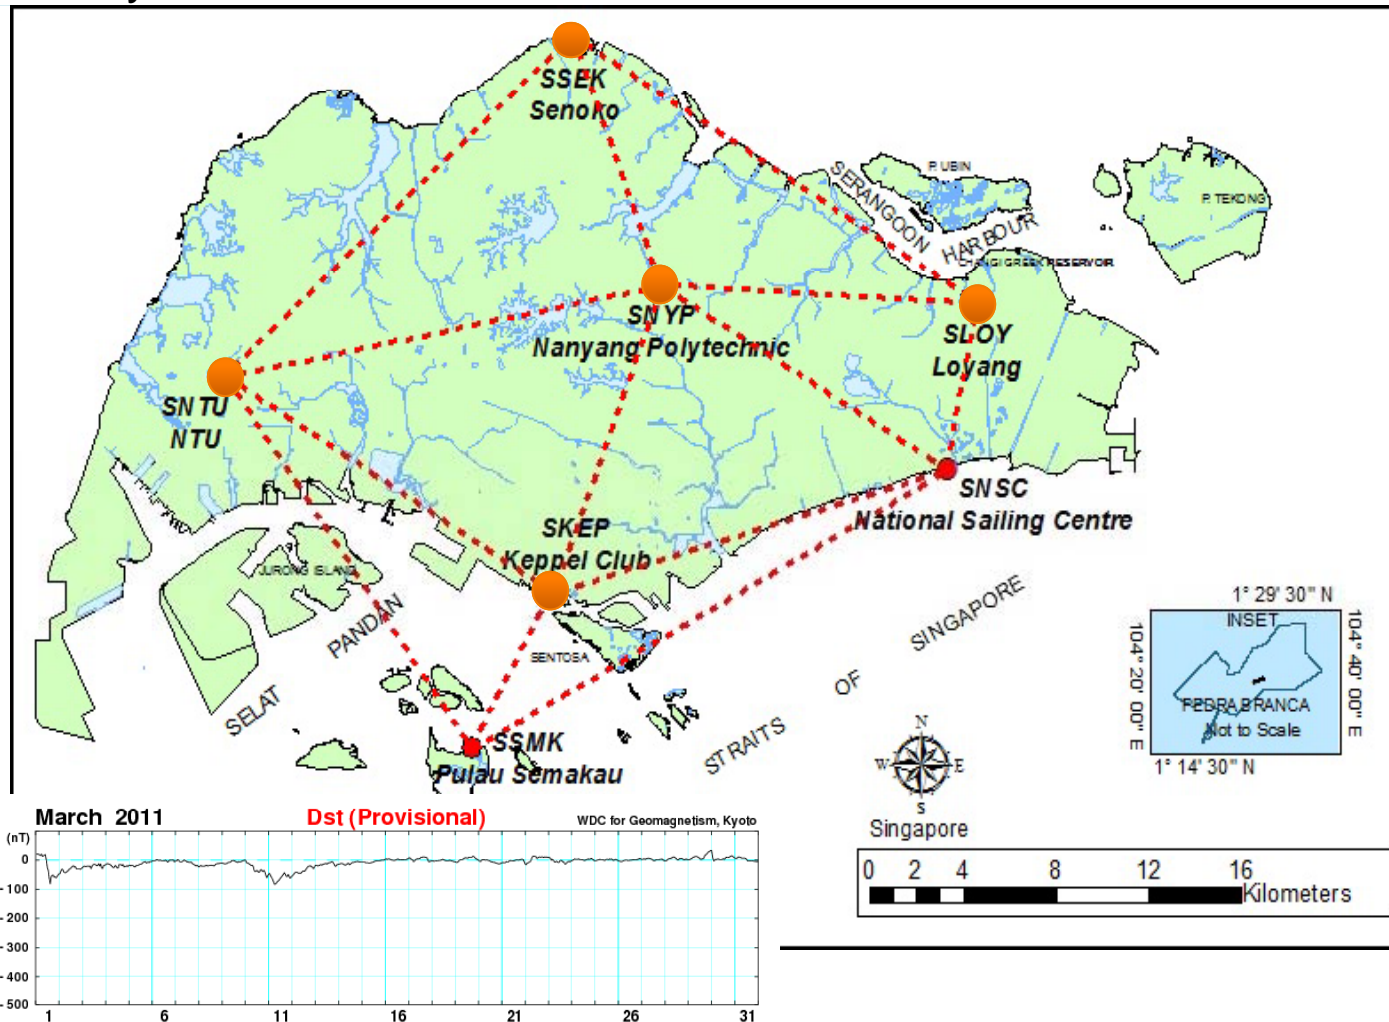 SSEK
Senoko
SERANGOON
HARBOUR
P. UBIN
P. TEKONG
CHANGI CREEK RESERVOIR
SNYP
Nanyang Polytechnic
SLOY
Loyang
SNTU
NTU
SNSC
National Sailing Centre
SKEP
Keppel Club
JURONG ISLAND
SELAT
PANDAN
SENTOSA
STRAITS
OF
SINGAPORE
SSMK
Pulau Semakau
1° 29' 30" N
INSET
104° 20' 00" E
104° 40' 00" E
PEDRA BRANCA
Not to Scale
1° 14' 30" N
N
W
E
S
Singapore
0 2 4 8 12 16
Kilometers
March 2011
Dst (Provisional)
WDC for Geomagnetism, Kyoto
(nT)
0
-100
-200
-300
-400
-500
1 6 11 16 21 26 31